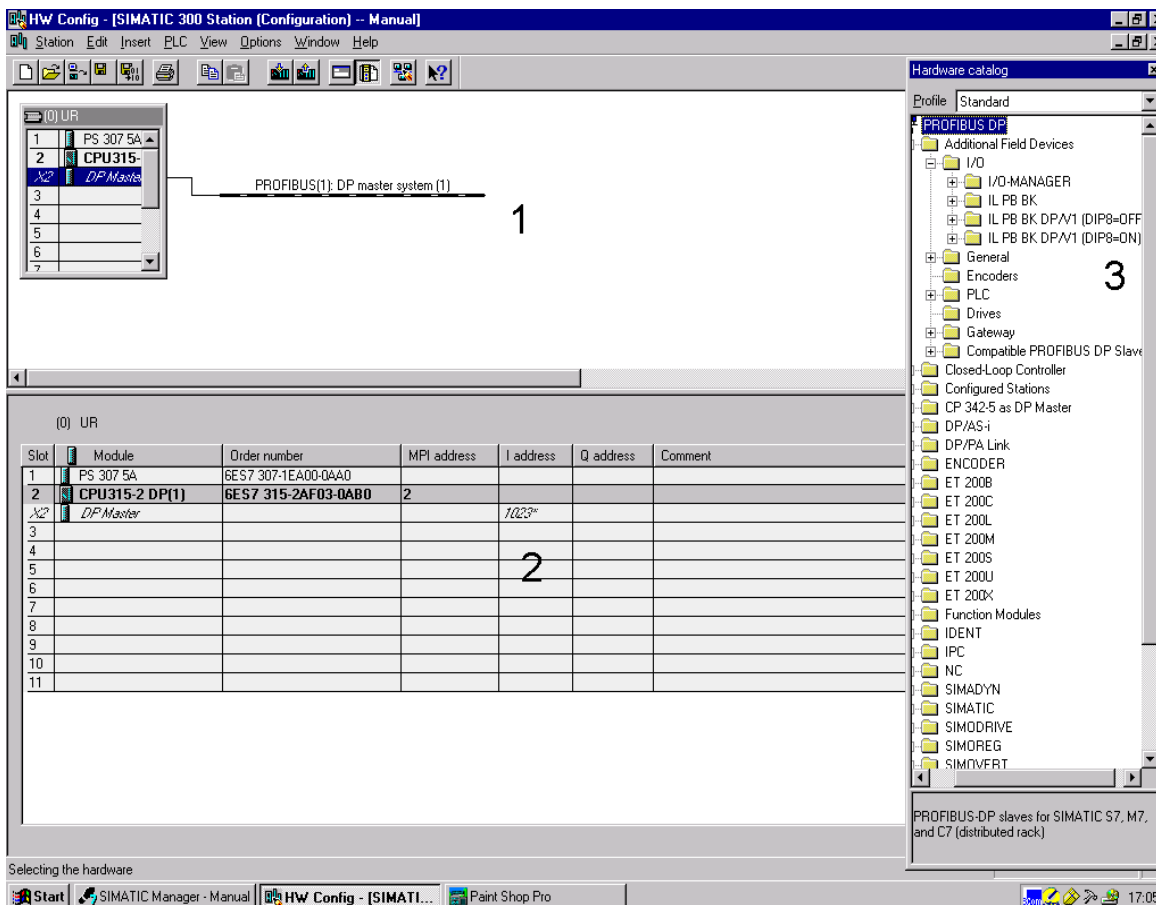 HW Config - [SIMATIC 300 Station (Configuration) -- Manual]
Station Edit Insert PLC View Options Window Help
(0) UR
1 PS 307 5A
2 CPU315-
X2 DP Master
3
4
5
6
7
PROFIBUS(1): DP master system (1)
1
(0) UR
Slot Module Order number MPI address I address Q address Comment
1 PS 307 5A 6ES7 307-1EA00-0AA0
2 CPU315-2 DP(1) 6ES7 315-2AF03-0AB0 2
X2 DP Master 1023*
3
4
5
6
7
8
9
10
11
2
Hardware catalog
Profile Standard
PROFIBUS DP
Additional Field Devices
I/O
I/O-MANAGER
IL PB BK
IL PB BK DP/V1 (DIP8=OFF
IL PB BK DP/V1 (DIP8=ON)
General
Encoders
PLC
Drives
Gateway
Compatible PROFIBUS DP Slave
3
Closed-Loop Controller
Configured Stations
CP 342-5 as DP Master
DP/AS-i
DP/PA Link
ENCODER
ET 200B
ET 200C
ET 200L
ET 200M
ET 200S
ET 200U
ET 200X
Function Modules
IDENT
IPC
NC
SIMADYN
SIMATIC
SIMODRIVE
SIMOREG
SIMOVERT
PROFIBUS-DP slaves for SIMATIC S7, M7,
and C7 (distributed rack)
Selecting the hardware
Start SIMATIC Manager - Manual HW Config - [SIMATI... Paint Shop Pro 3Com 17:05